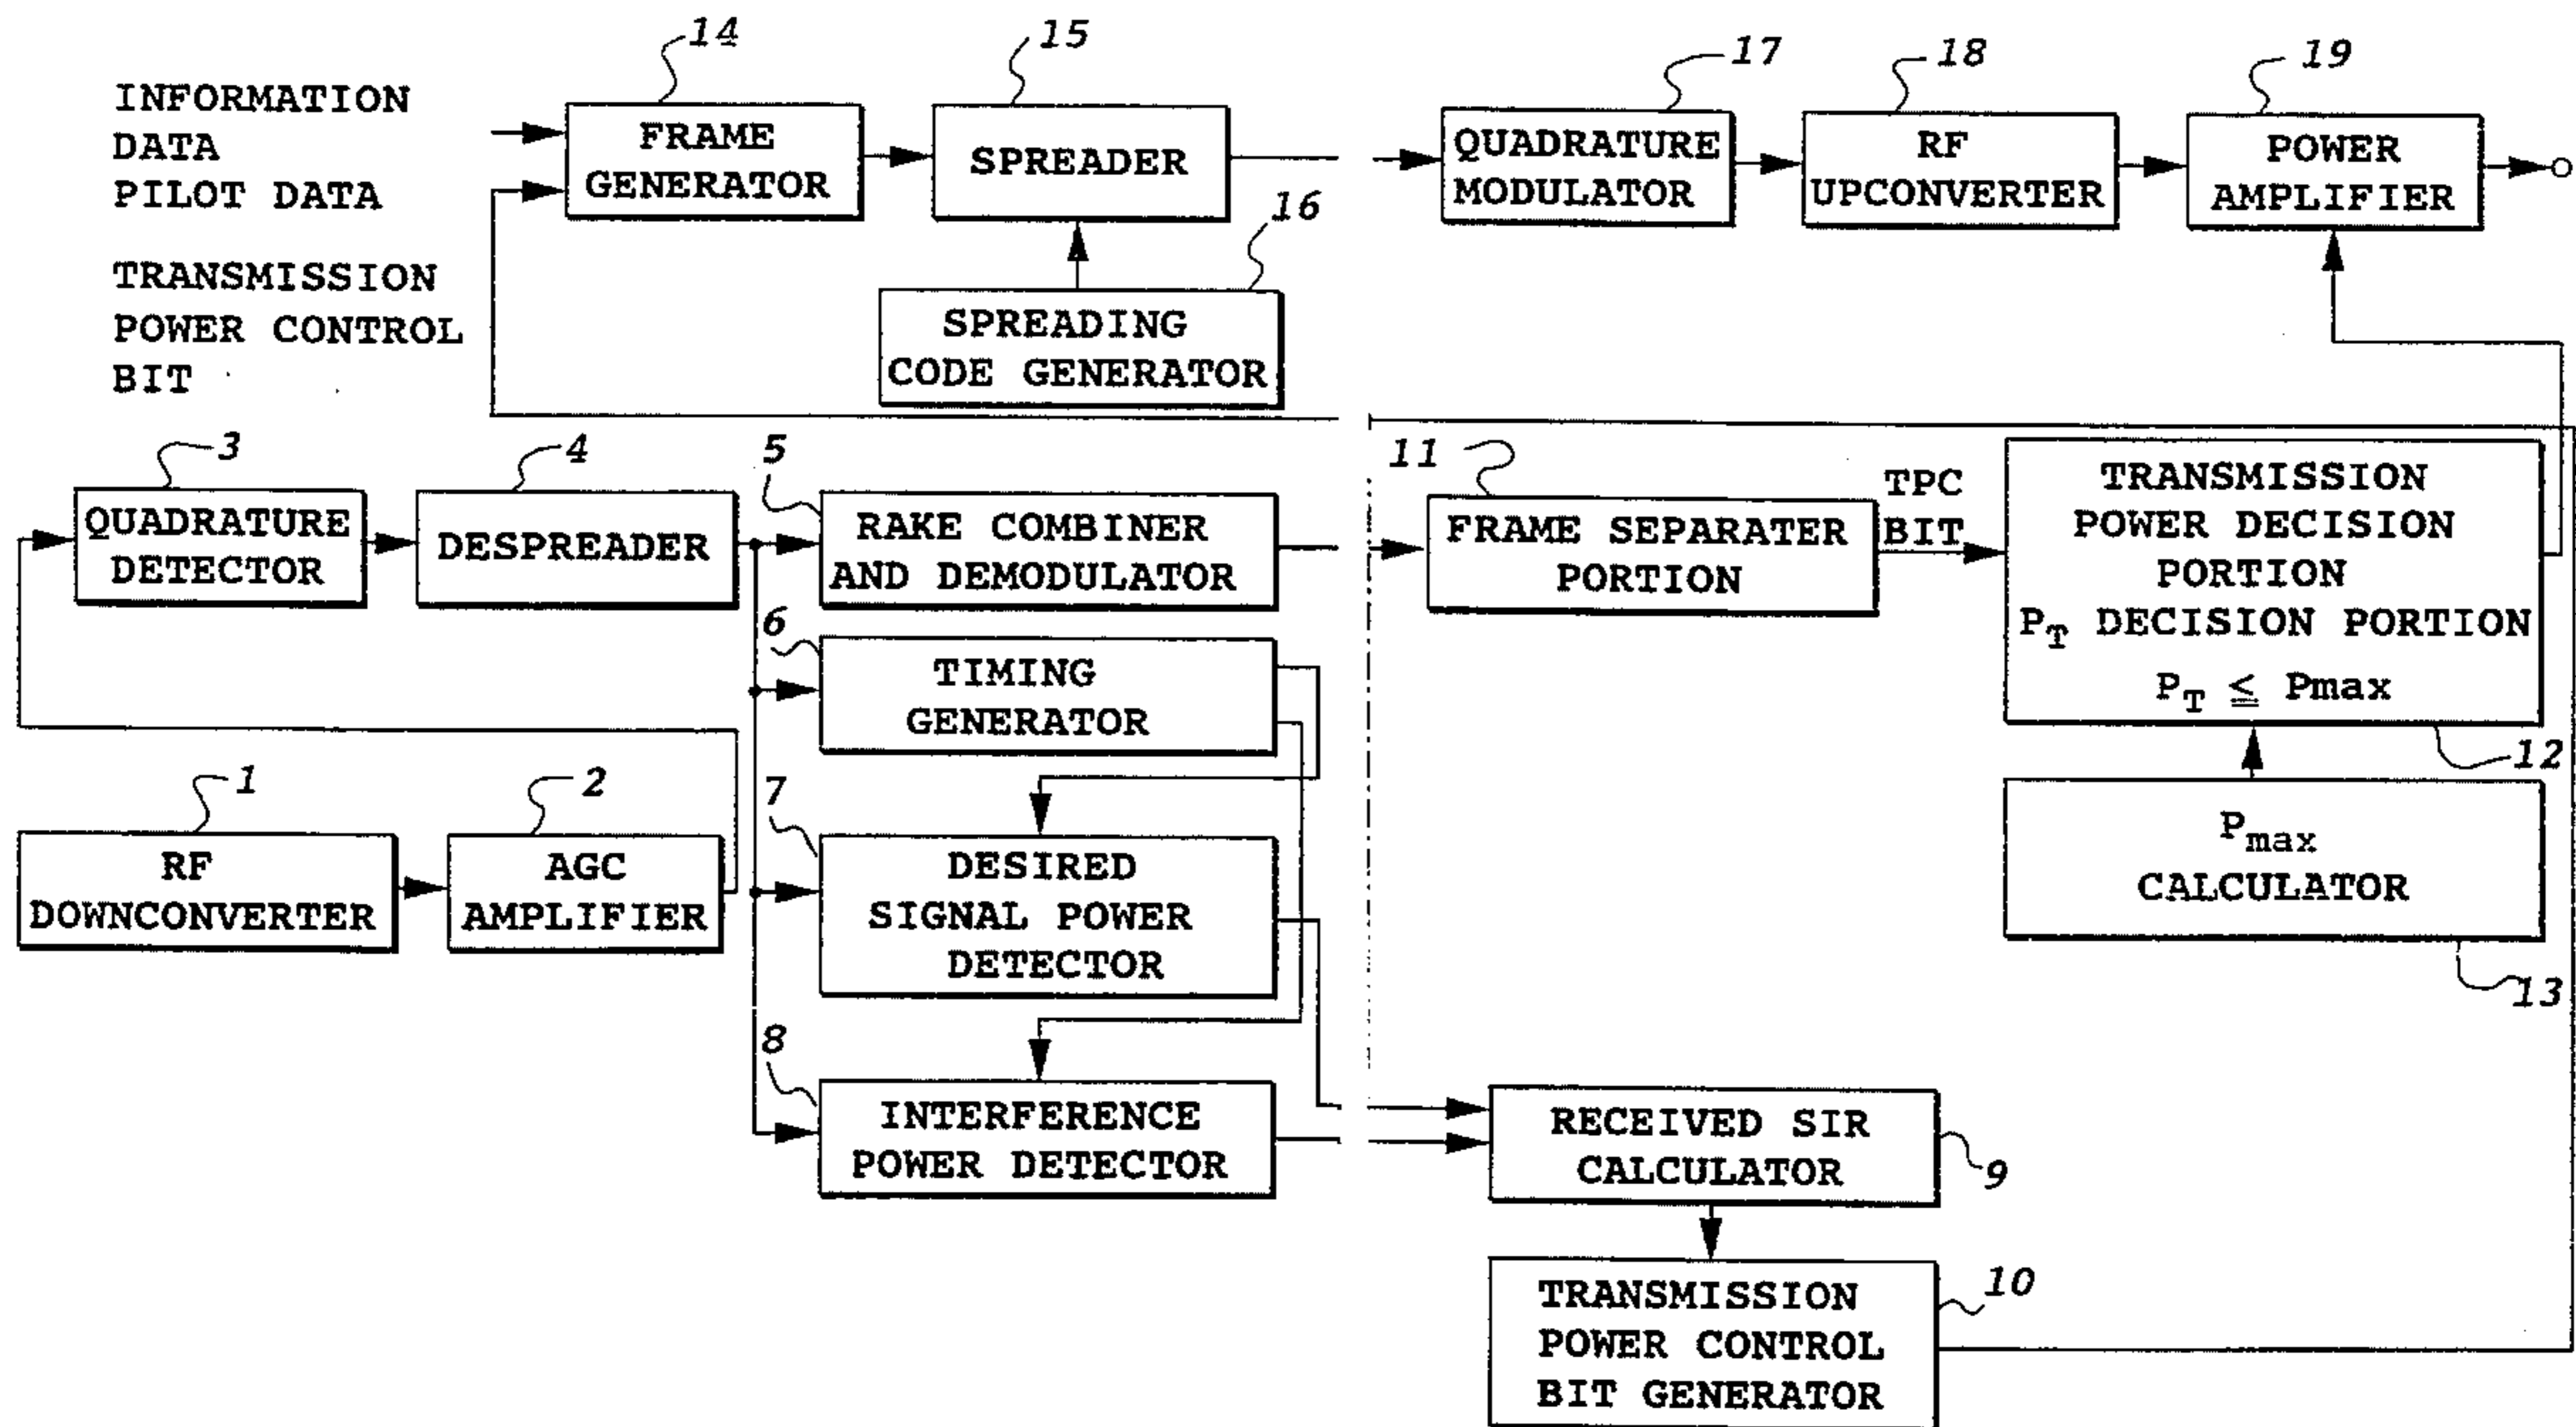 14
15
17
18
19
INFORMATION
DATA
PILOT DATA
FRAME
GENERATOR
SPREADER
QUADRATURE
MODULATOR
RF
UPCONVERTER
POWER
AMPLIFIER
16
TRANSMISSION
POWER CONTROL
BIT
SPREADING
CODE GENERATOR
3
4
5
11
QUADRATURE
DETECTOR
DESPREADER
RAKE COMBINER
AND DEMODULATOR
FRAME SEPARATER
PORTION
TPC
BIT
TRANSMISSION
POWER DECISION
PORTION
PT DECISION PORTION
PT ≦ Pmax
12
6
TIMING
GENERATOR
1
2
7
RF
DOWNCONVERTER
AGC
AMPLIFIER
DESIRED
SIGNAL POWER
DETECTOR
Pmax
CALCULATOR
13
8
INTERFERENCE
POWER DETECTOR
RECEIVED SIR
CALCULATOR
9
TRANSMISSION
POWER CONTROL
BIT GENERATOR
10